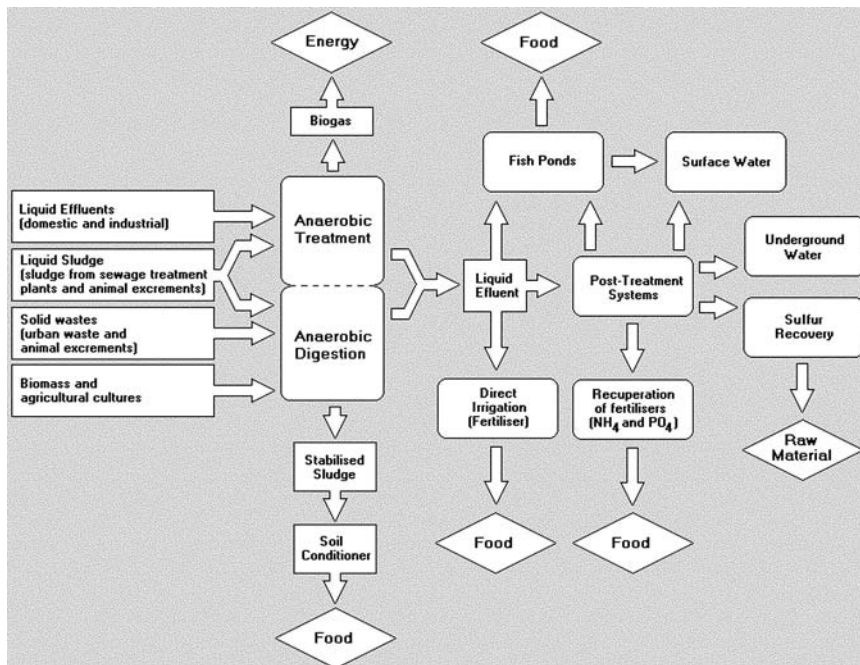 Energy
Food
Biogas
Fish Ponds
Surface Water
Liquid Effluents
(domestic and industrial)
Anaerobic
Treatment
Liquid Sludge
(sludge from sewage treatment
plants and animal excrements)
Liquid
Effluent
Post-Treatment
Systems
Underground
Water
Solid wastes
(urban waste and
animal excrements)
Anaerobic
Digestion
Sulfur
Recovery
Biomass and
agricultural cultures
Direct
Irrigation
(Fertiliser)
Recuperation
of fertilisers
(NH4 and PO4)
Raw
Material
Stabilised
Sludge
Soil
Conditioner
Food
Food
Food